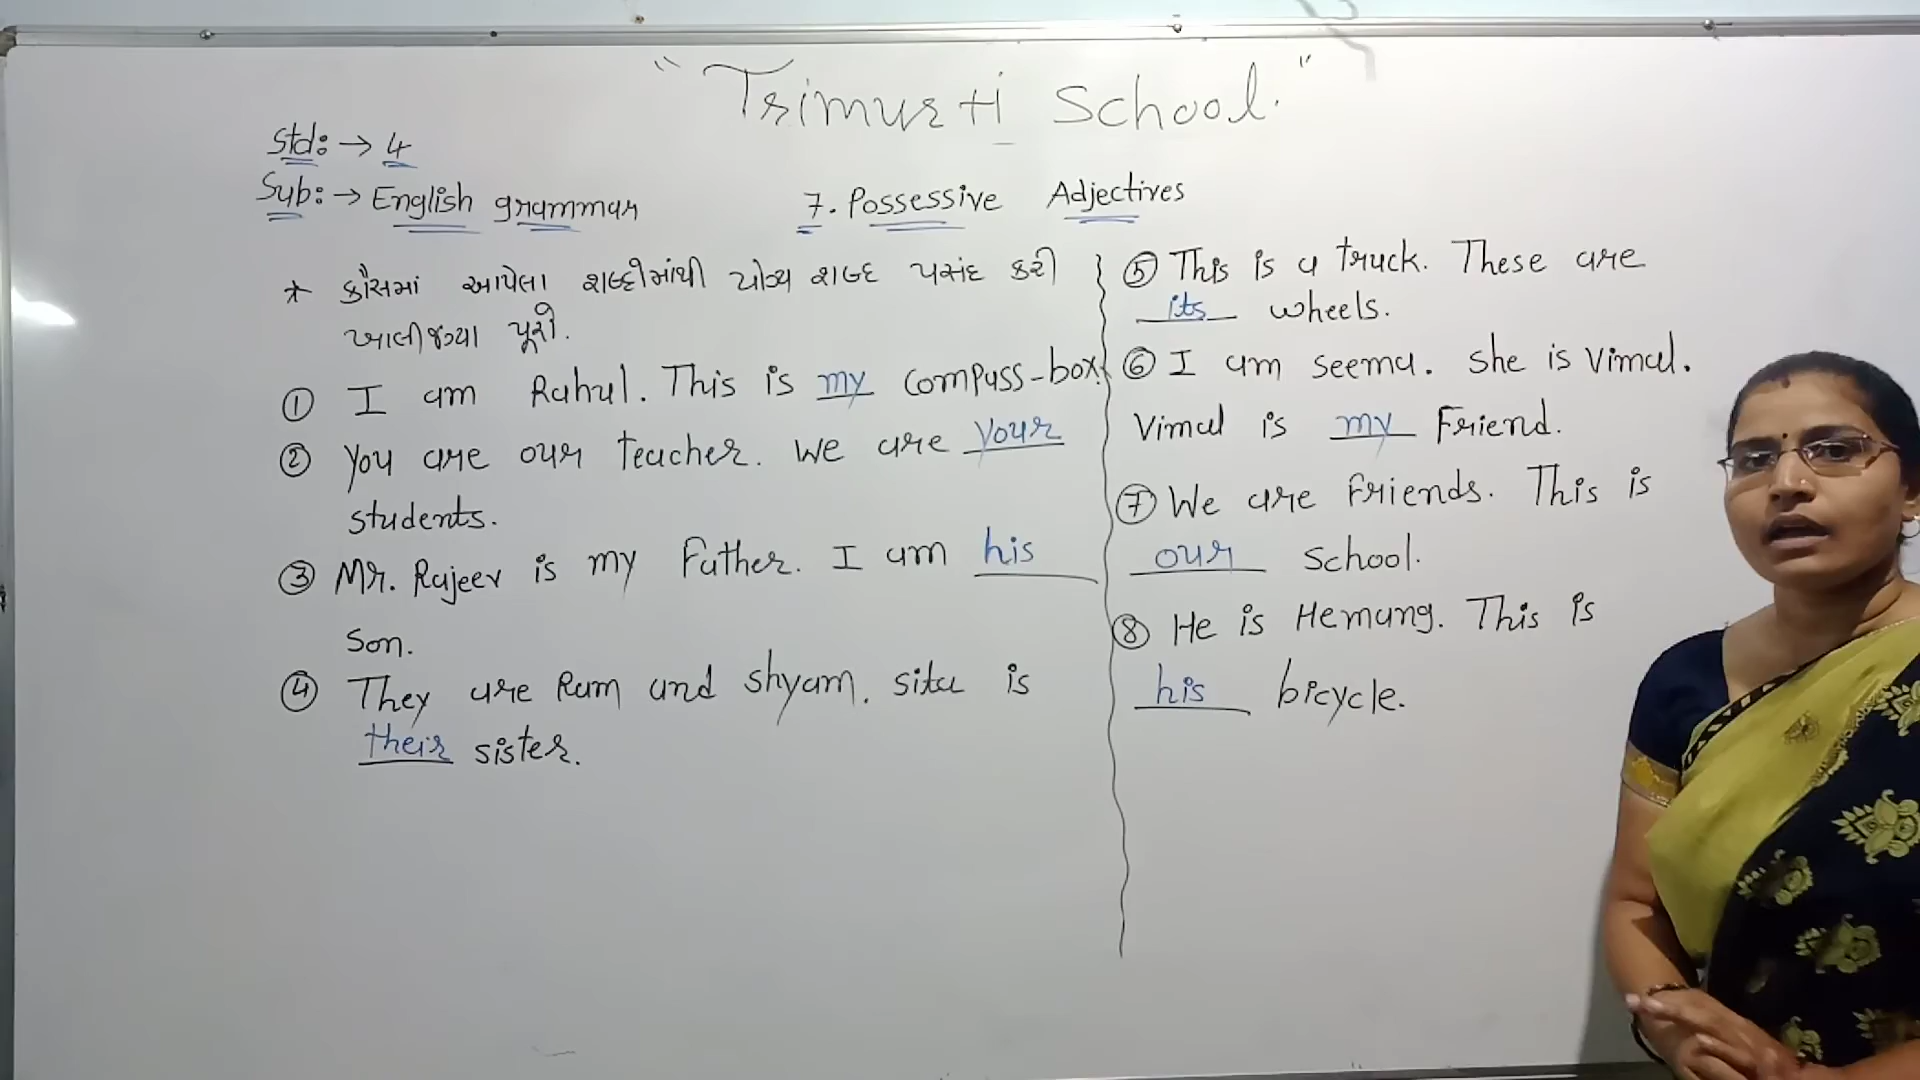 "Trimurti School."
Std: → 4
Sub: → English grammar
7. Possessive Adjectives
* કૌસમાં આપેલા શબ્દોમાંથી યોગ્ય શબ્દ પસંદ કરી
ખાલી જગ્યા પૂરો.
① I am Rahul. This is my compass-box.
② You are our teacher. We are your
students.
③ Mr. Rajeev is my Father. I am his
Son.
④ They are Ram and Shyam. Sita is
their sister.
⑤ This is a truck. These are
its wheels.
⑥ I am seema. She is Vimal.
Vimal is my Friend.
⑦ We are Friends. This is
our School.
⑧ He is Hemang. This is
his bicycle.